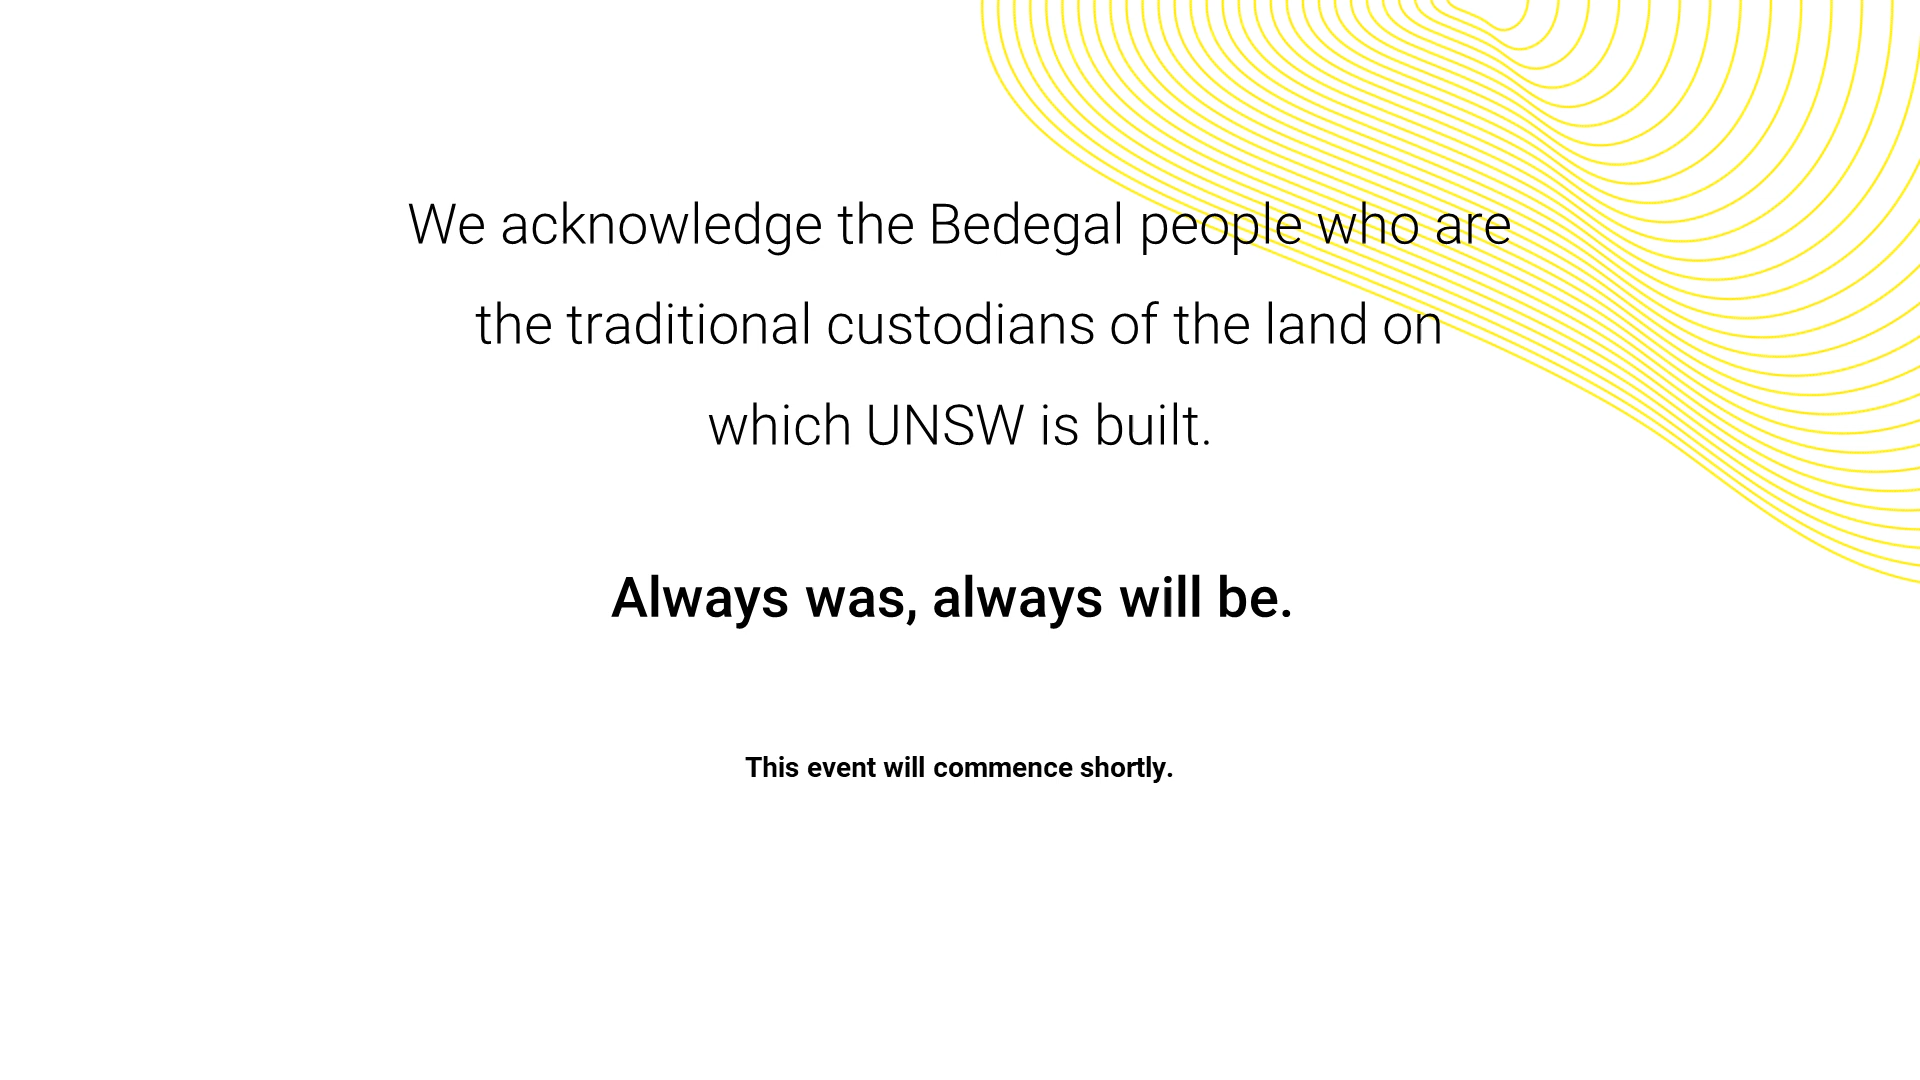 We acknowledge the Bedegal people who are
the traditional custodians of the land on
which UNSW is built.
Always was, always will be.
This event will commence shortly.